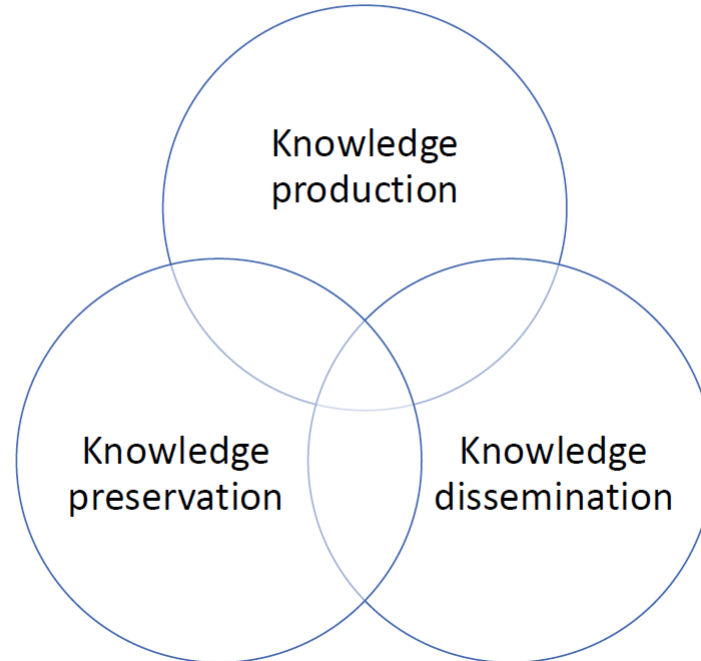 Knowledge
production
Knowledge
preservation
Knowledge
dissemination